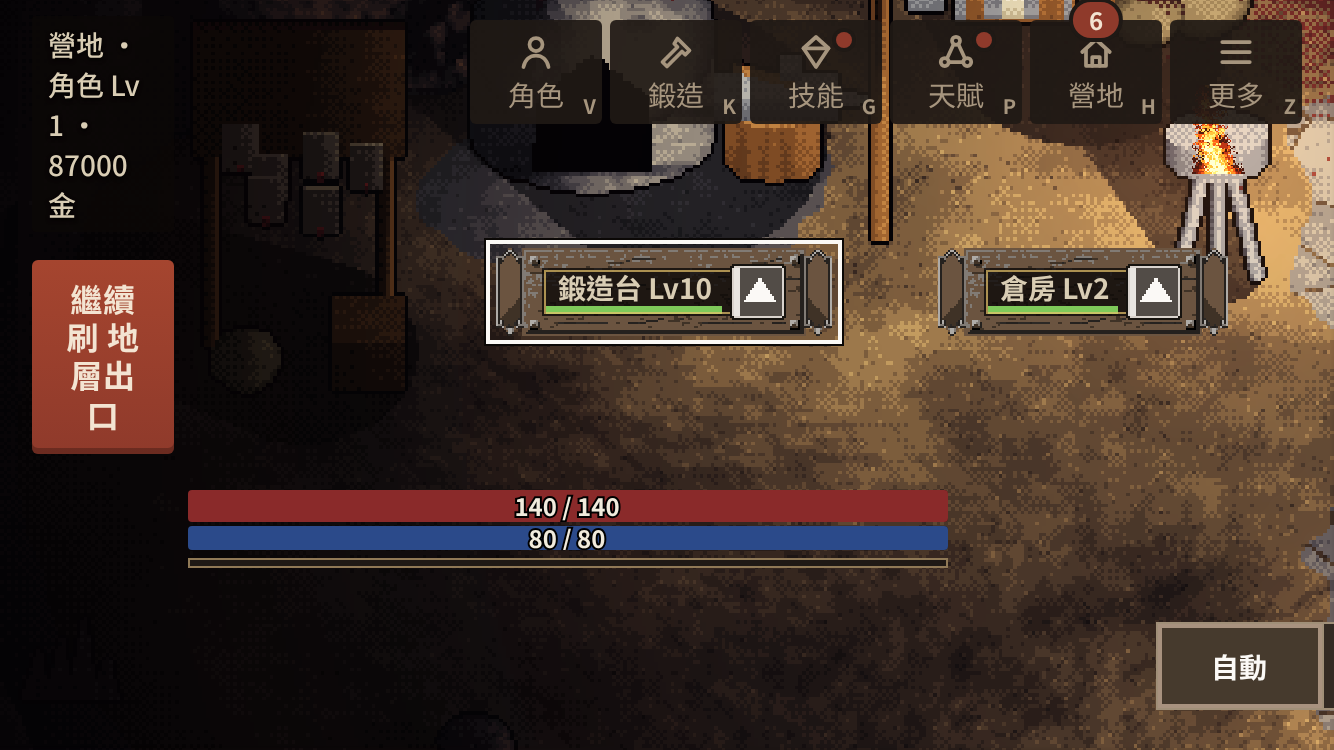 營地・
角色 Lv
1・
87000
金
繼續
刷 地
層出
口
角色 V
鍛造 K
技能 G
天賦 P
6
營地 H
更多 Z
鍛造台 Lv10
倉房 Lv2
140 / 140
80 / 80
自動